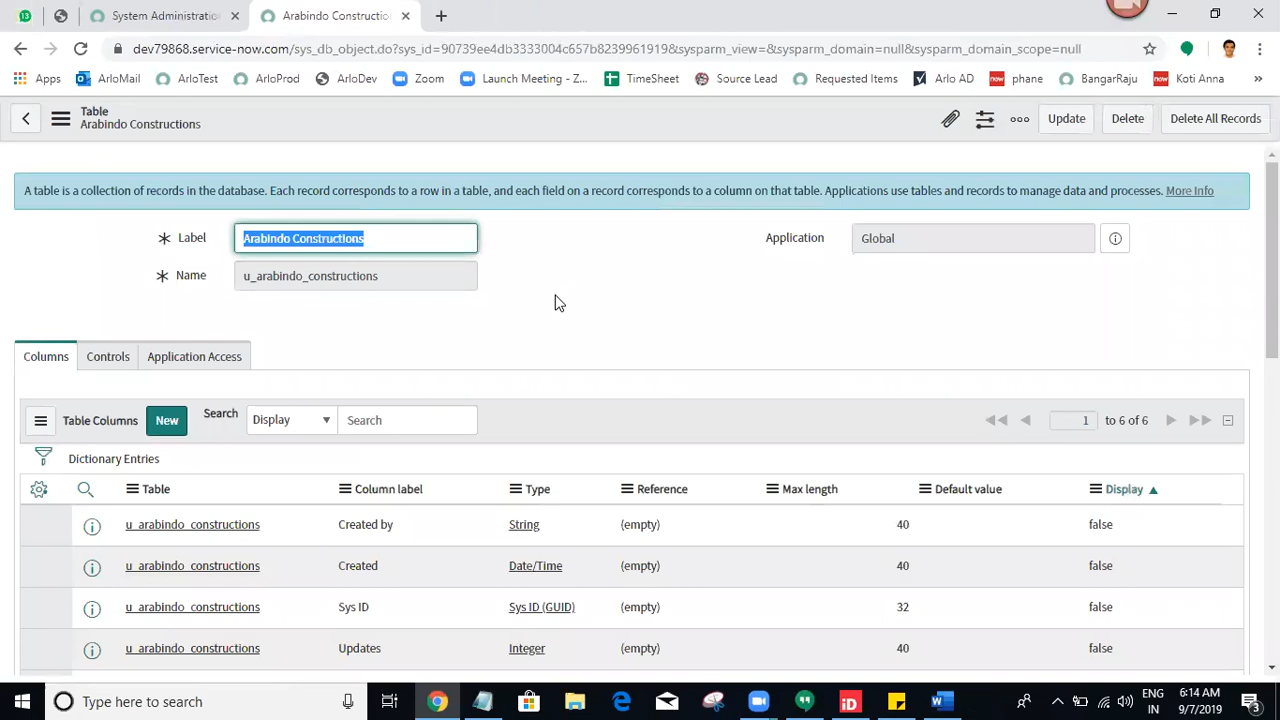 System Administratio
Arabindo Constructio
dev79868.service-now.com/sys_db_object.do?sys_id=90739ee4db3333004c657b8239961919&sysparm_view=&sysparm_domain=null&sysparm_domain_scope=null
Apps ArloMail ArloTest ArloProd ArloDev Zoom Launch Meeting - Z... TimeSheet Source Lead Requested Items Arlo AD now phane BangarRaju now Koti Anna »
Table
Arabindo Constructions
Update Delete Delete All Records
A table is a collection of records in the database. Each record corresponds to a row in a table, and each field on a record corresponds to a column on that table. Applications use tables and records to manage data and processes. More Info
Label Arabindo Constructions Application Global
Name u_arabindo_constructions
Columns Controls Application Access
Table Columns New Search Display Search 1 to 6 of 6
Dictionary Entries
Table Column label Type Reference Max length Default value Display
u_arabindo_constructions Created by String (empty) 40 false
u_arabindo_constructions Created Date/Time (empty) 40 false
u_arabindo_constructions Sys ID Sys ID (GUID) (empty) 32 false
u_arabindo_constructions Updates Integer (empty) 40 false
Type here to search
ENG
IN
6:14 AM
9/7/2019
3